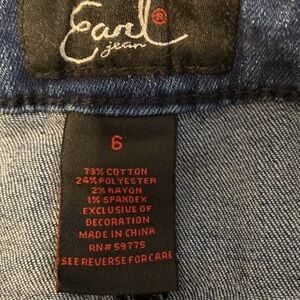 Earl®
jean
6
73% COTTON
24% POLYESTER
2% RAYON
1% SPANDEX
EXCLUSIVE OF
DECORATION
MADE IN CHINA
RN# 59775
SEE REVERSE FOR CARE